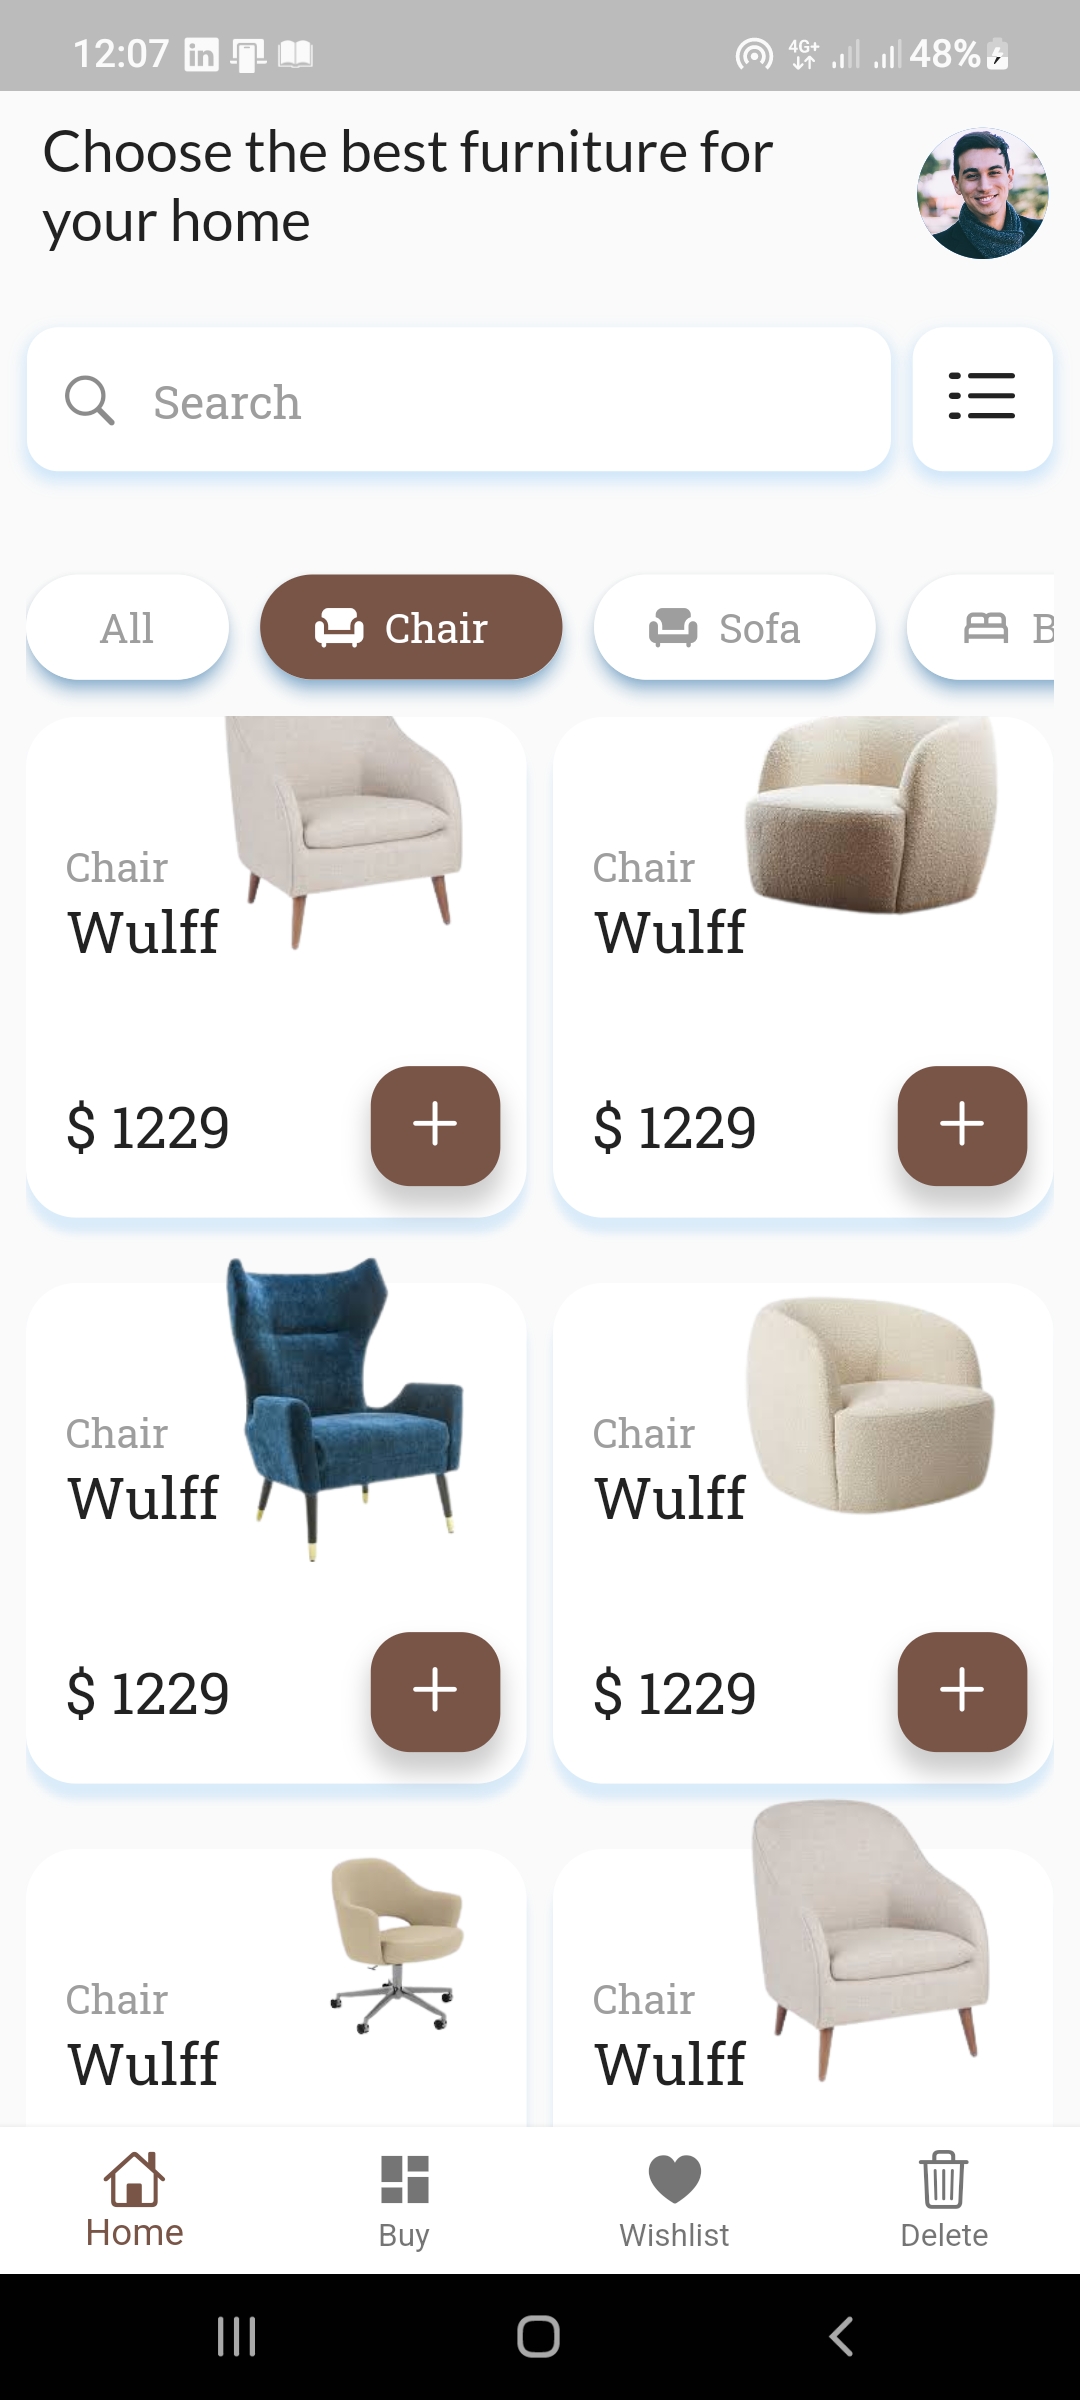 12:07
in
4G+
48%
Choose the best furniture for
your home
Search
All
Chair
Sofa
B
Chair
Chair
Wulff
Wulff
$ 1229
$ 1229
Chair
Chair
Wulff
Wulff
$ 1229
$ 1229
Chair
Chair
Wulff
Wulff
Home
Buy
Wishlist
Delete